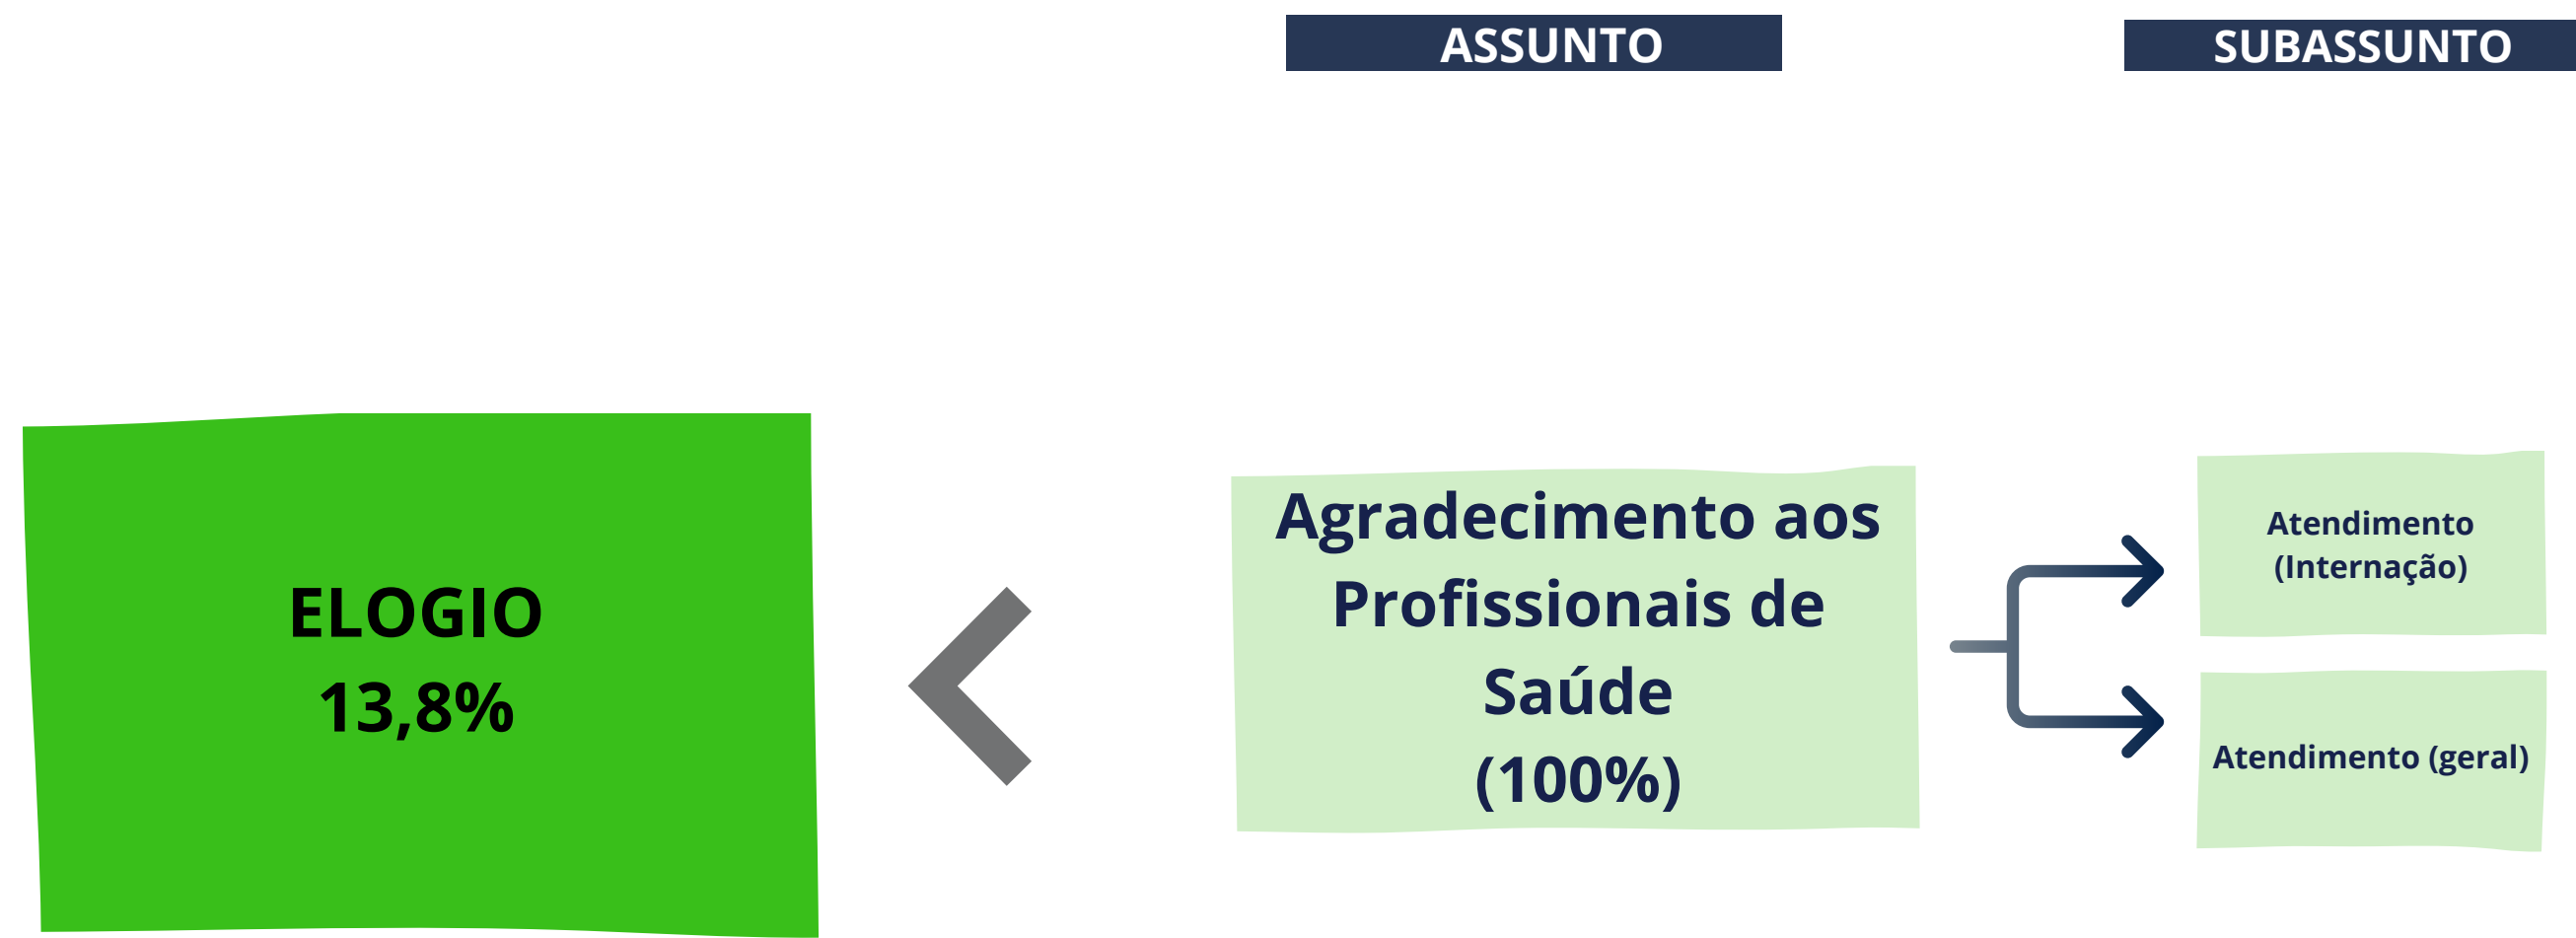 ASSUNTO
SUBASSUNTO
ELOGIO
13,8%
Agradecimento aos
Profissionais de
Saúde
(100%)
Atendimento
(Internação)
Atendimento (geral)